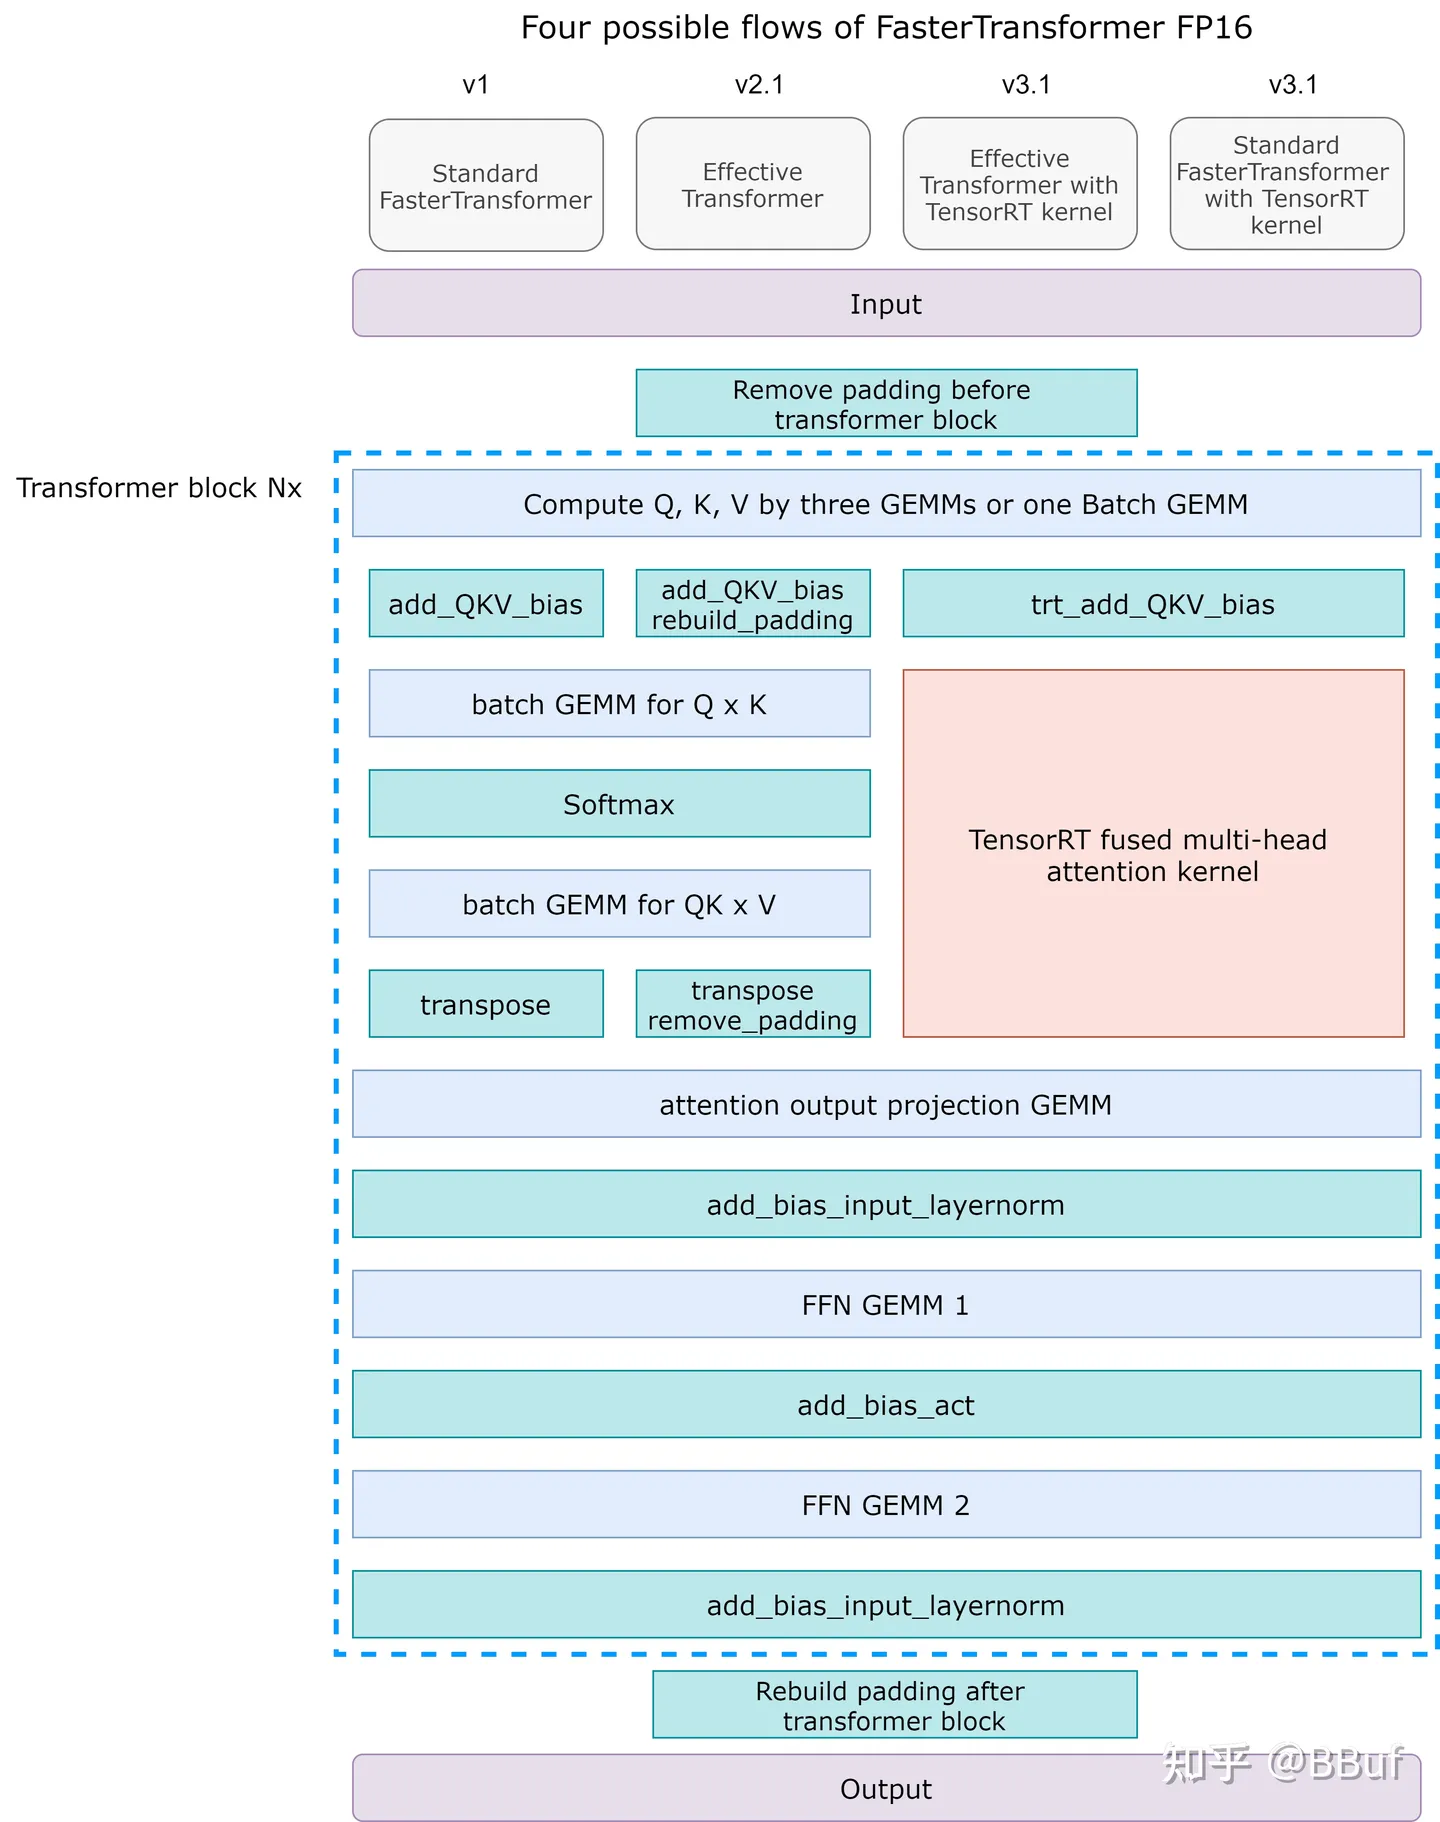 Four possible flows of FasterTransformer FP16
v1
v2.1
v3.1
v3.1
Standard
FasterTransformer
Effective
Transformer
Effective
Transformer with
TensorRT kernel
Standard
FasterTransformer
with TensorRT
kernel
Input
Remove padding before
transformer block
Transformer block Nx
Compute Q, K, V by three GEMMs or one Batch GEMM
add_QKV_bias
add_QKV_bias
rebuild_padding
trt_add_QKV_bias
batch GEMM for Q x K
Softmax
batch GEMM for QK x V
transpose
transpose
remove_padding
TensorRT fused multi-head
attention kernel
attention output projection GEMM
add_bias_input_layernorm
FFN GEMM 1
add_bias_act
FFN GEMM 2
add_bias_input_layernorm
Rebuild padding after
transformer block
知乎 @BBuf
Output